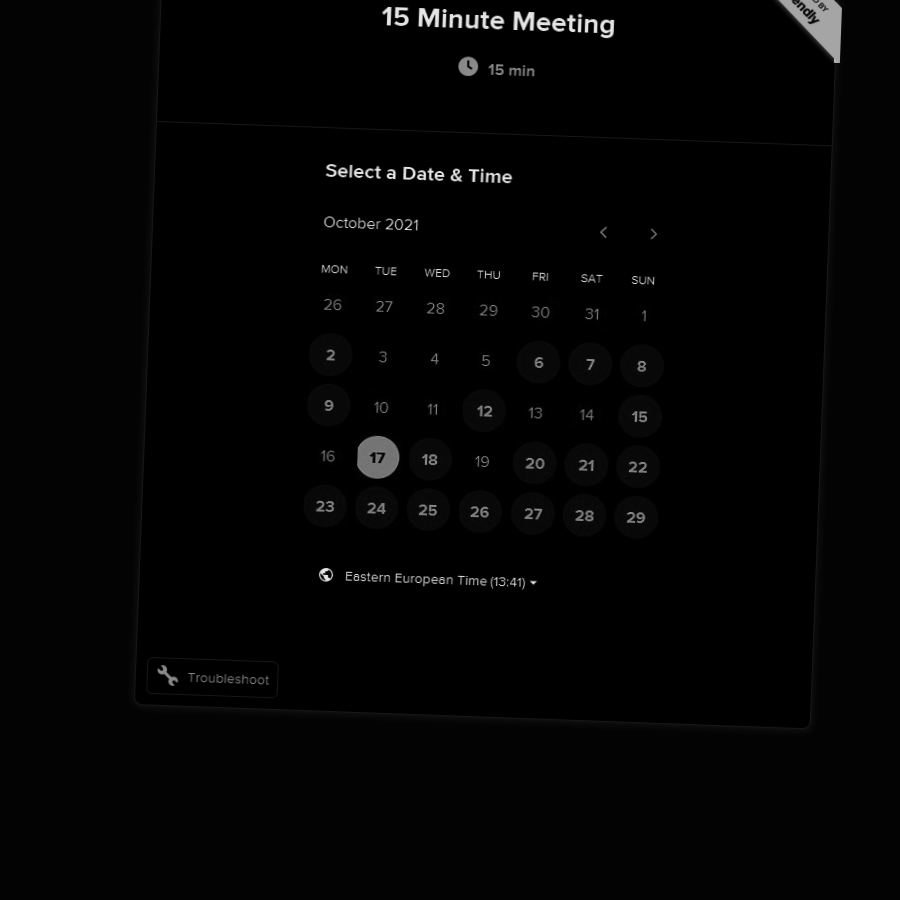 15 Minute Meeting
BY
endly
15 min
Select a Date & Time
October 2021
MON TUE WED THU FRI SAT SUN
26 27 28 29 30 31 1
2 3 4 5 6 7 8
9 10 11 12 13 14 15
16 17 18 19 20 21 22
23 24 25 26 27 28 29
Eastern European Time (13:41)
Troubleshoot